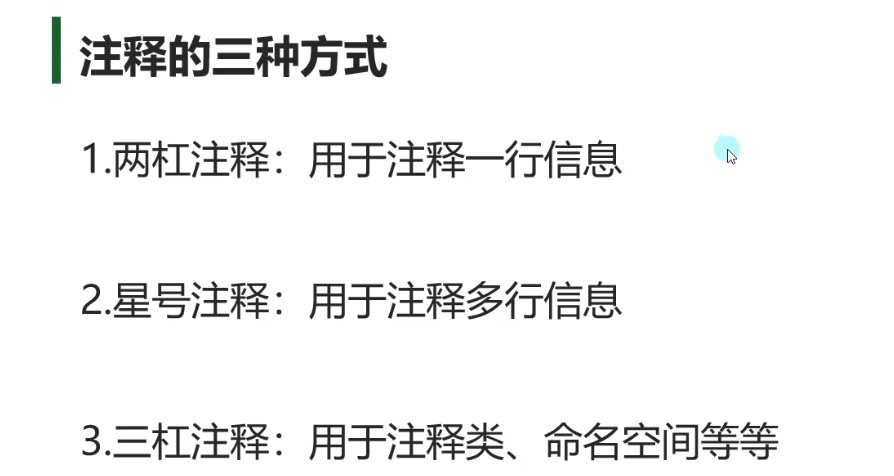 注释的三种方式
1.两杠注释：用于注释一行信息
2.星号注释：用于注释多行信息
3.三杠注释：用于注释类、命名空间等等